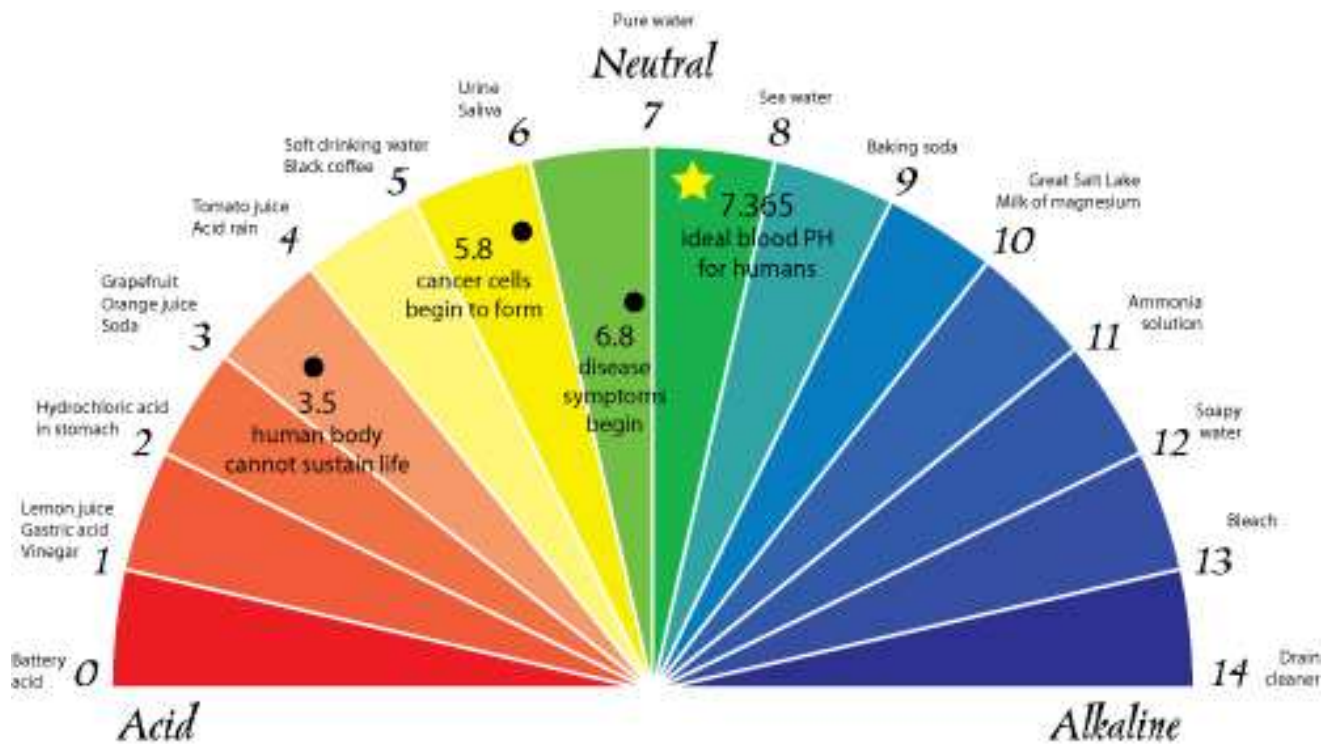 Pure water
Neutral
7
Urine
Saliva
6
Sea water
8
Soft drinking water
Black coffee
5
Baking soda
9
Tomato juice
Acid rain
4
Great Salt Lake
Milk of magnesium
10
Grapefruit
Orange juice
Soda
3
Ammonia
solution
11
Hydrochloric acid
in stomach
2
Soapy
water
12
Lemon juice
Gastric acid
Vinegar
1
Bleach
13
Battery
acid
0
14
Drain
cleaner
7.365
ideal blood PH
for humans
5.8
cancer cells
begin to form
6.8
disease
symptoms
begin
3.5
human body
cannot sustain life
Acid
Alkaline